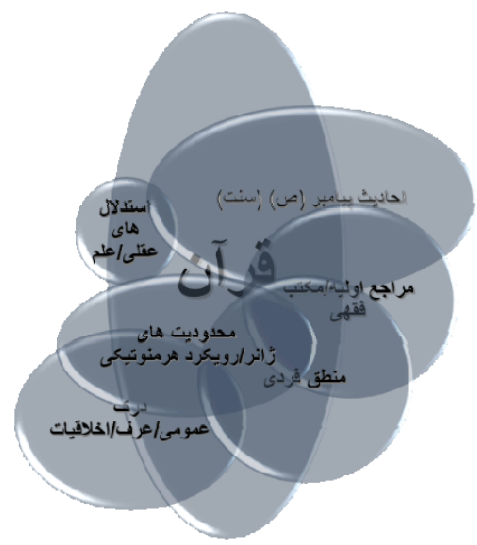 احادیث پیامبر (ص) (سنت)
استدلال
های
عقلی/علم
قرآن
مراجع اولیه/مکتب
فقهی
محدودیت های
ژانر/رویکرد هرمنوتیکی
منطق فردی
درک
عمومی/عرف/اخلاقیات